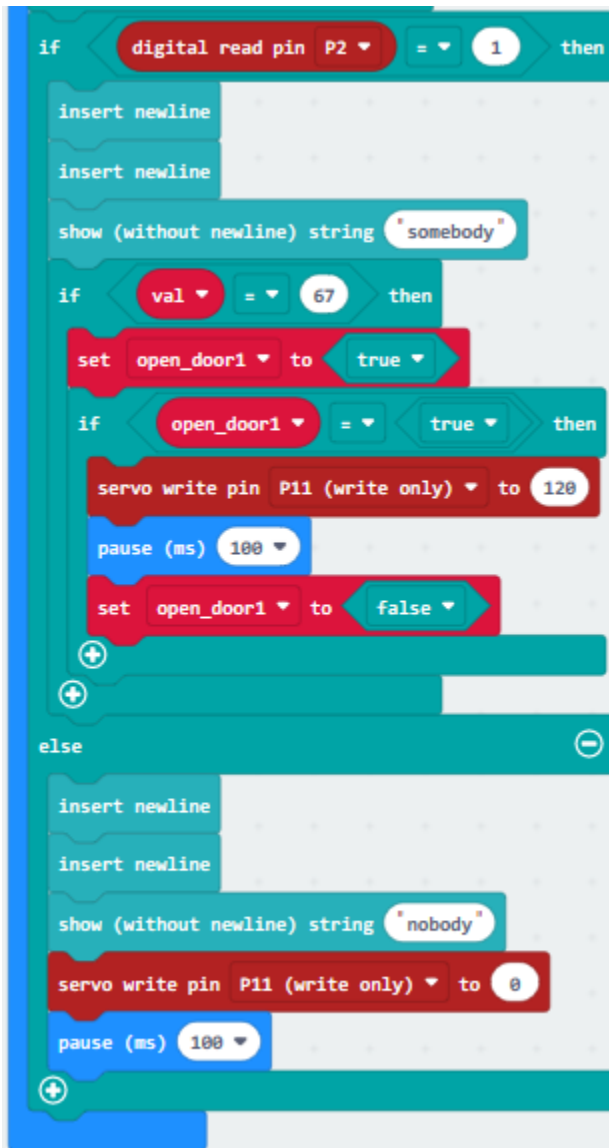 if digital read pin P2 = 1 then
insert newline
insert newline
show (without newline) string "somebody"
if val = 67 then
set open_door1 to true
if open_door1 = true then
servo write pin P11 (write only) to 120
pause (ms) 100
set open_door1 to false
else
insert newline
insert newline
show (without newline) string "nobody"
servo write pin P11 (write only) to 0
pause (ms) 100